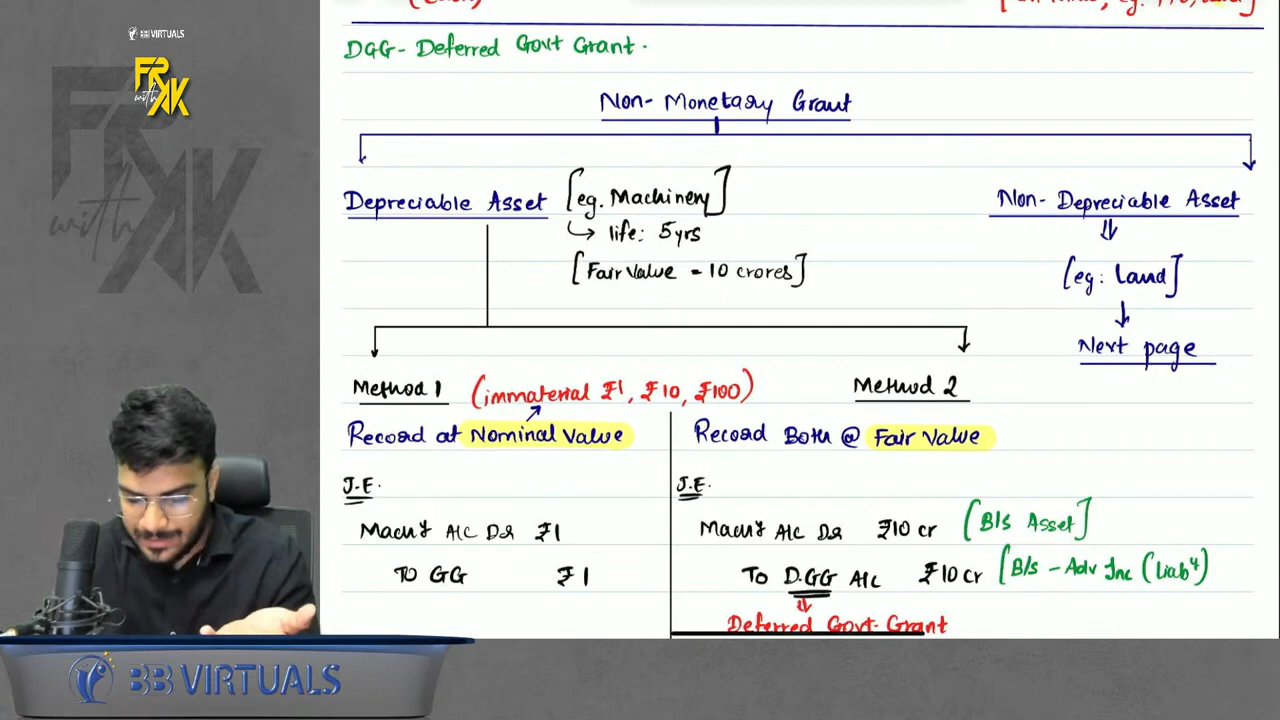 BB VIRTUALS
FR
with AK
DGG - Deferred Govt Grant.
Non-Monetary Grant
Depreciable Asset [eg. Machinery]
↳ life: 5 yrs
[Fair Value = 10 crores]
Non-Depreciable Asset
[eg: Land]
Next page
Method 1 (immaterial ₹1, ₹10, ₹100)
Record at Nominal Value
J.E.
Mach'y A/c Dr ₹1
To GG ₹1
Method 2
Record Both @ Fair Value
J.E.
Mach'y A/c Dr ₹10 cr [B/s Asset]
To D.GG A/c ₹10 Cr [B/s - Adv Inc (Liab'y)
Deferred Govt. Grant
BB VIRTUALS